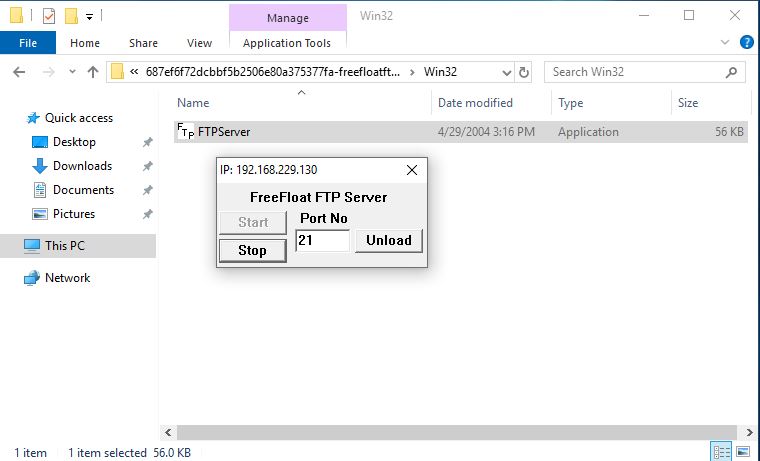 Manage
Win32
File
Home
Share
View
Application Tools
« 687ef6f72dcbbf5b2506e80a375377fa-freefloatft... > Win32
Search Win32
Quick access
Desktop
Downloads
Documents
Pictures
This PC
Network
Name
Date modified
Type
Size
FTP
FTPServer
4/29/2004 3:16 PM
Application
56 KB
IP: 192.168.229.130
FreeFloat FTP Server
Start
Port No
Stop
21
Unload
1 item
1 item selected 56.0 KB